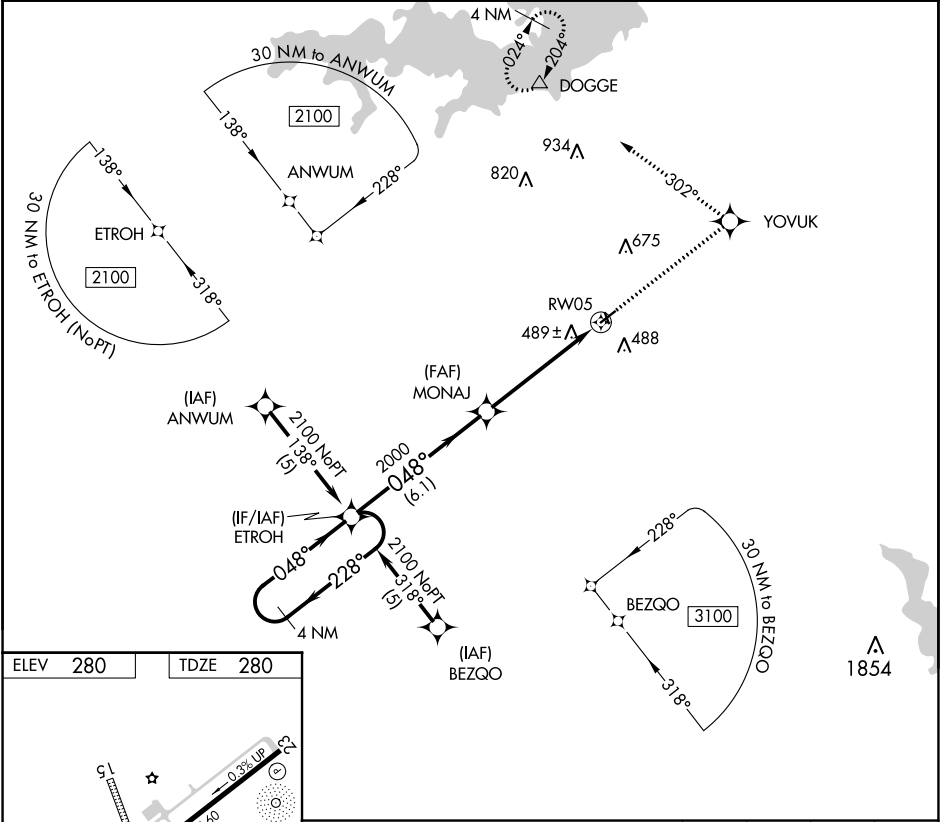 4 NM
024°
204°
DOGGE
30 NM to ANWUM
2100
138°
ANWUM
228°
934
820
302°
138°
30 NM to ETROH (NoPT)
ETROH
2100
318°
YOVUK
675
RW05
489±
488
(FAF)
MONAJ
(IAF)
ANWUM
2100 NoPT
138°
(5)
2000
048°
(6.1)
(IF/IAF)
ETROH
048°
228°
2100 NoPT
318°
(5)
4 NM
(IAF)
BEZQO
228°
30 NM to BEZQO
BEZQO
3100
318°
1854
ELEV 280
TDZE 280
15
23
0.3% UP
P
60